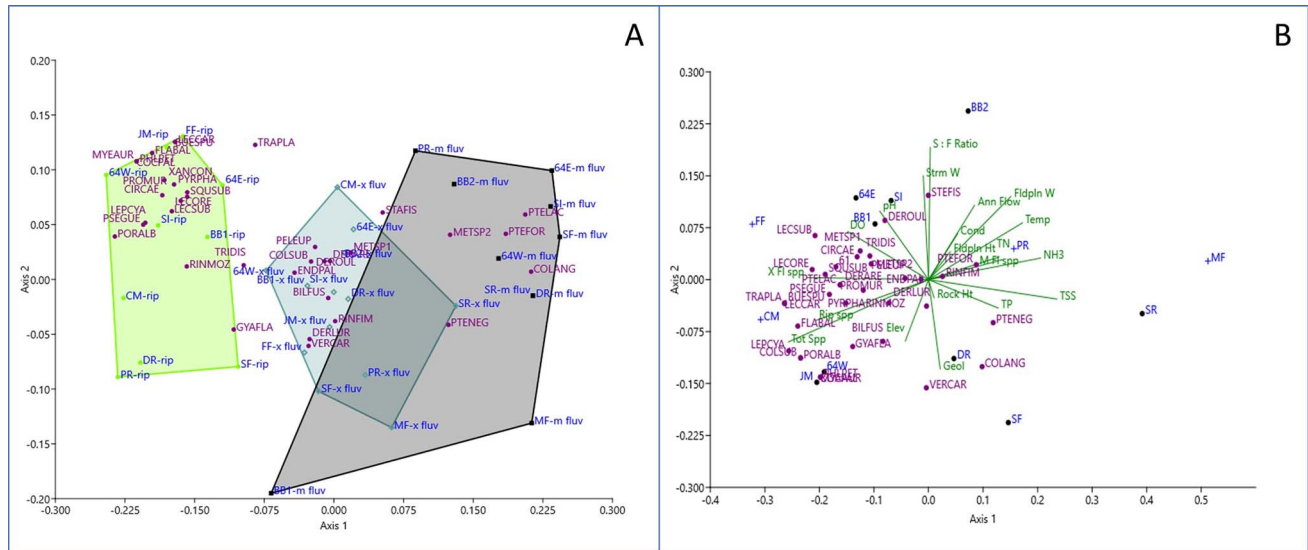 A
0.20
0.15
0.10
0.05
0.00
-0.05
-0.10
-0.15
-0.20
Axis 2
-0.300
-0.225
-0.150
-0.075
0.000
0.075
0.150
0.225
0.300
Axis 1
FF-rip
JM-rip
LECCAR
TRAPLA
FLABAL
MYEAUR
64W-rip
XANCON
PROMUR
PYRPHA
64E-rip
CIRCAE
SQUSUB
LECORE
LEPCYA
LECSUB
PSEGUE
SI-rip
PORALB
BB1-rip
TRIDIS
RINMOZ
CM-rip
GYAFLA
DR-rip
PR-rip
SF-rip
CM-x fluv
STAFIS
64E-x fluv
PELEUP
METSP1
COLSUB
DEROUL
64W-x fluv
ENDPAL
BB1-x fluv
SI-x fluv
BILFUS
DR-x fluv
SR-x fluv
JM-x fluv
RINFIM
DERLUR
VERCAR
FF-x fluv
PR-x fluv
SF-x fluv
MF-x fluv
PR-m fluv
64E-m fluv
BB2-m fluv
SI-m fluv
PTELAC
METSP2
PTEFOR
SF-m fluv
64W-m fluv
COLANG
SR-m fluv
DR-m fluv
PTENEG
MF-m fluv
BB1-m fluv
B
0.300
0.225
0.150
0.075
0.000
-0.075
-0.150
-0.225
-0.300
Axis 2
-0.4
-0.3
-0.2
-0.1
0.0
0.1
0.2
0.3
0.4
0.5
Axis 1
BB2
S : F Ratio
Strm W
STEFIS
Fldpln W
64E
SI
Ann Flow
pH
FF
BB1
DEROUL
Temp
LECSUB
DO
Cond
METSP1
TRIDIS
TN
PR
CIRCAE
Fldpln Ht
NH3
MF
61
PTEFOR
M Fl spp
LECORE
SQUSUB
X Fl spp
RINFIM
PTELAC
DERARE
ENDPA
PSEGUE
PROMUR
DERLUR
Rock Ht
TSS
TRAPLA
BUESPU
LECCAR
PYRPHA
RINMOZ
TP
SR
CM
Rip spp
PTENEG
FLABAL
BILFUS
Elev
Tot Spp
LEPCYA
GYAFLA
COLSUB
PORALB
DR
Geol
COLANG
64W
JM
VERCAR
SF